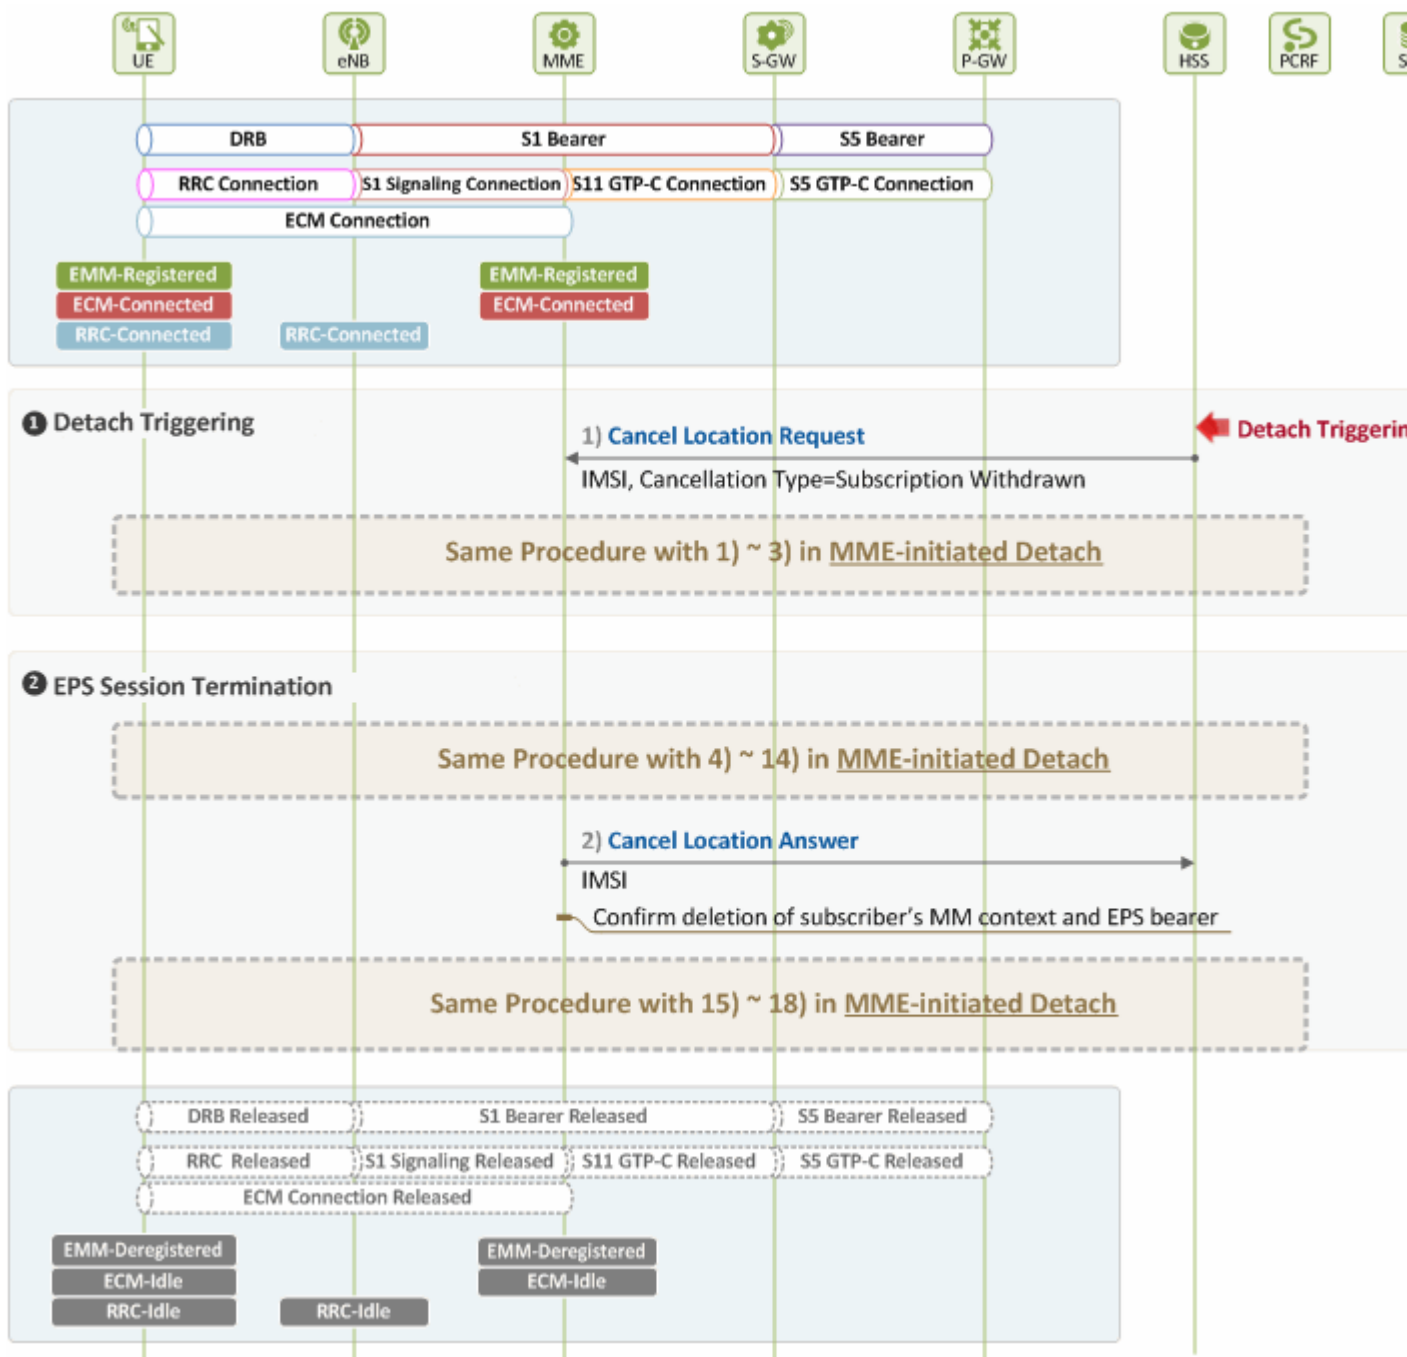 UE eNB MME S-GW P-GW HSS PCRF S
DRB S1 Bearer S5 Bearer
RRC Connection S1 Signaling Connection S11 GTP-C Connection S5 GTP-C Connection
ECM Connection
EMM-Registered EMM-Registered
ECM-Connected ECM-Connected
RRC-Connected RRC-Connected
❶ Detach Triggering
1) Cancel Location Request
Detach Triggerin
IMSI, Cancellation Type=Subscription Withdrawn
Same Procedure with 1) ~ 3) in MME-initiated Detach
❷ EPS Session Termination
Same Procedure with 4) ~ 14) in MME-initiated Detach
2) Cancel Location Answer
IMSI
Confirm deletion of subscriber's MM context and EPS bearer
Same Procedure with 15) ~ 18) in MME-initiated Detach
DRB Released S1 Bearer Released S5 Bearer Released
RRC Released S1 Signaling Released S11 GTP-C Released S5 GTP-C Released
ECM Connection Released
EMM-Deregistered EMM-Deregistered
ECM-Idle ECM-Idle
RRC-Idle RRC-Idle